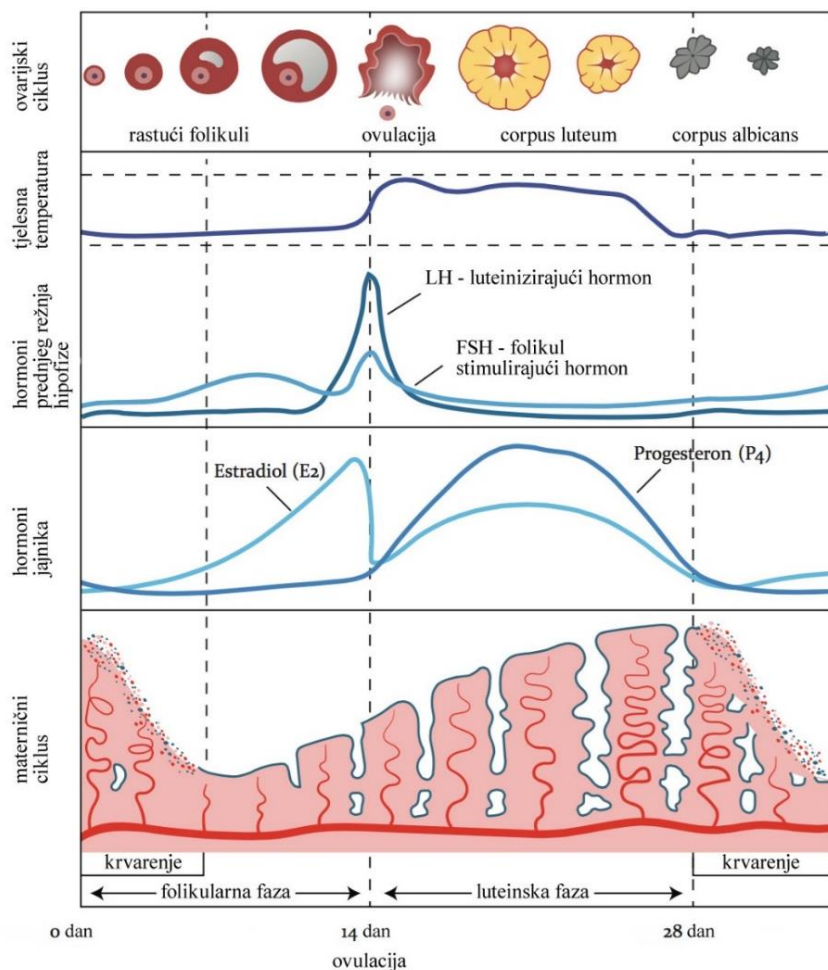 ovarijski
ciklus
rastući folikuli
ovulacija
corpus luteum
corpus albicans
tjelesna
temperatura
hormoni
prednjeg režnja
hipofize
LH - luteinizirajući hormon
FSH - folikul
stimulirajući hormon
hormoni
jajnika
Estradiol (E2)
Progesteron (P4)
maternični
ciklus
krvarenje
krvarenje
folikularna faza
luteinska faza
0 dan
14 dan
28 dan
ovulacija